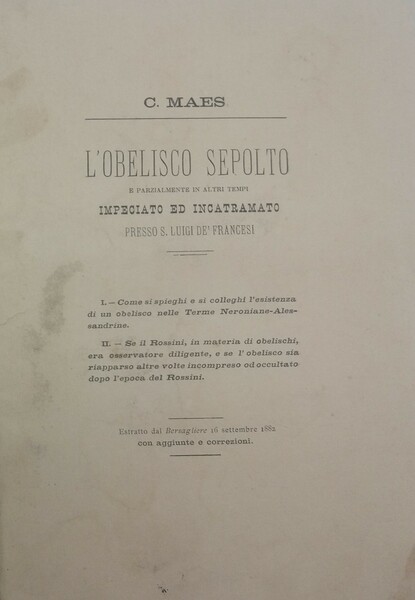 C. MAES
L'OBELISCO SEPOLTO
E PARZIALMENTE IN ALTRI TEMPI
IMPECIATO ED INCATRAMATO
PRESSO S. LUIGI DE' FRANCESI
I. — Come si spieghi e si colleghi l'esistenza
di un obelisco nelle Terme Neroniane-Ales-
sandrine.
II. — Se il Rossini, in materia di obelischi,
era osservatore diligente, e se l'obelisco sia
riapparso altre volte incompreso od occultato
dopo l'epoca del Rossini.
Estratto dal Bersagliere 16 settembre 1882
con aggiunte e correzioni.